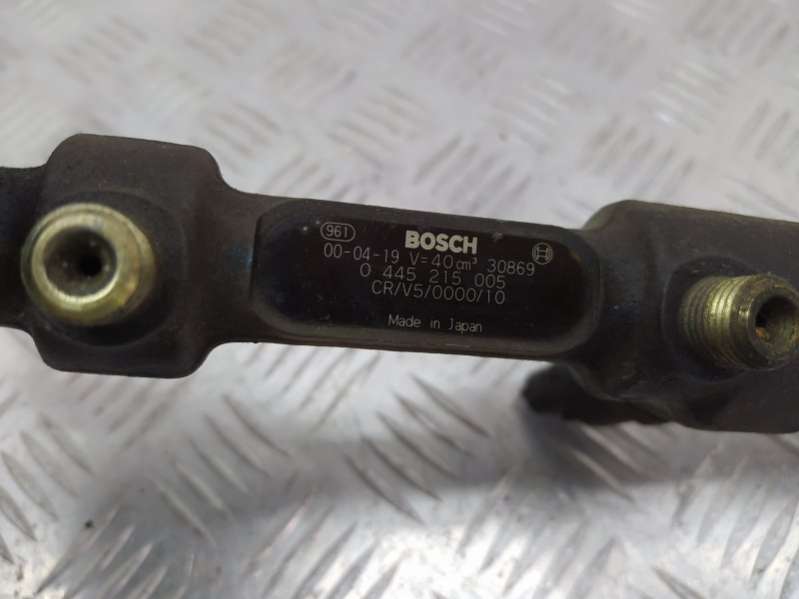 961 BOSCH
00-04-19 V=40cm³ 30869
0 445 215 005
CR/V5/0000/10
Made in Japan